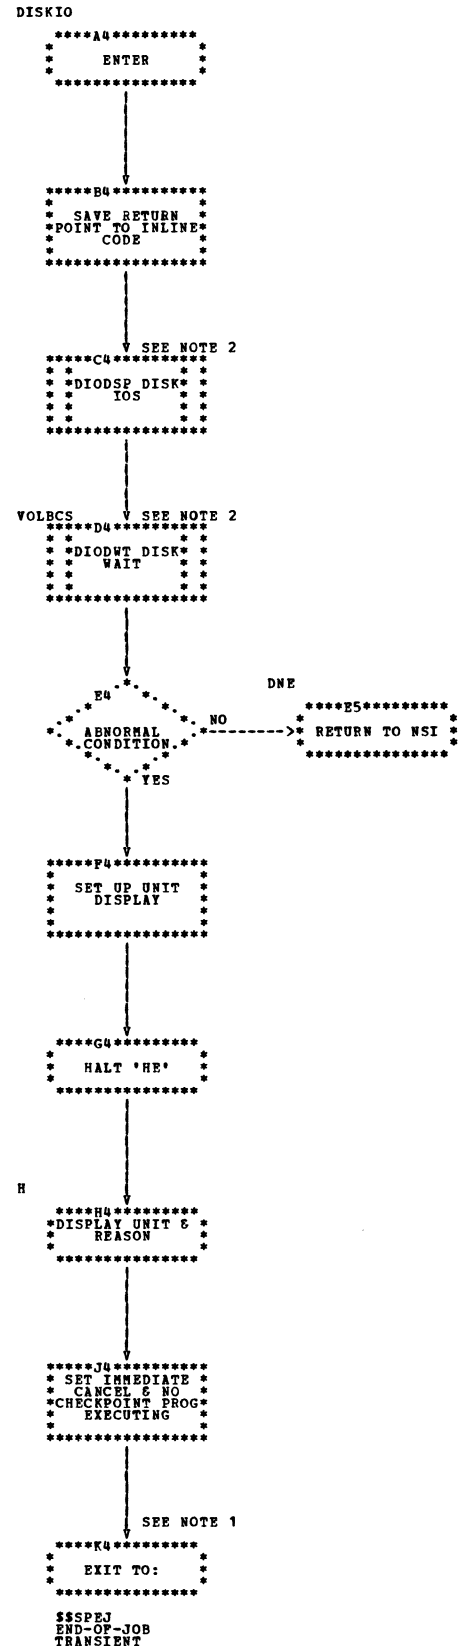 DISKIO
****A4*********
ENTER
*****B4**********
SAVE RETURN
*POINT TO INLINE*
CODE
SEE NOTE 2
*****C4**********
*DIODSP DISK*
IOS
VOLBCS SEE NOTE 2
*****D4**********
*DIODWT DISK*
WAIT
DNE
E4 ****E5*********
NO
ABNORMAL RETURN TO NSI
CONDITION
YES
*****F4**********
SET UP UNIT
DISPLAY
****G4*********
HALT 'HE'
H
****H4*********
*DISPLAY UNIT & *
REASON
*****J4**********
SET IMMEDIATE
CANCEL & NO
*CHECKPOINT PROG*
EXECUTING
SEE NOTE 1
****K4*********
EXIT TO:
$$SPEJ
END-OF-JOB
TRANSIENT